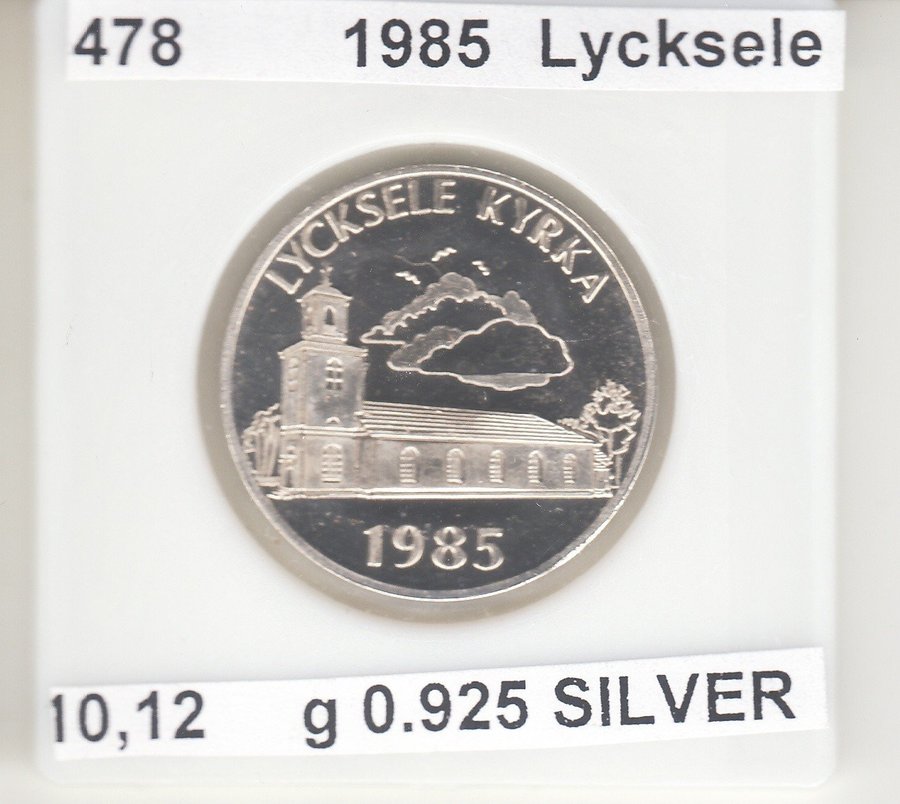 478 1985 Lycksele
LYCKSELE KYRKA
1985
10,12 g 0.925 SILVER